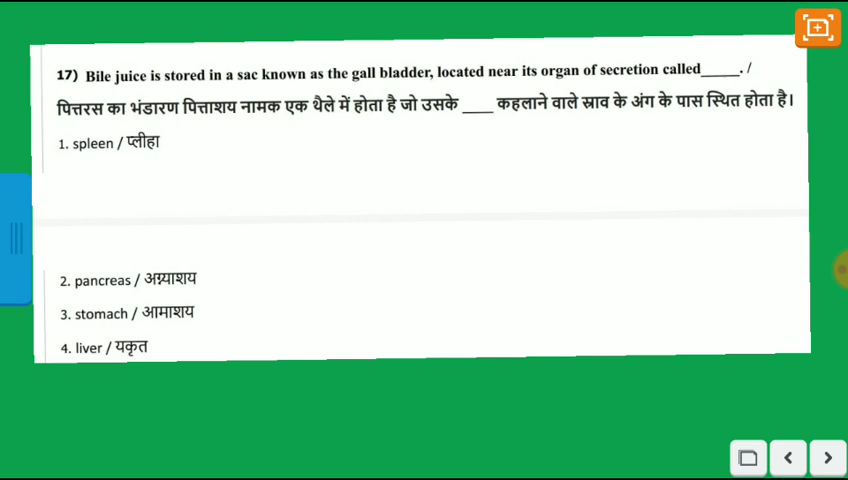 17) Bile juice is stored in a sac known as the gall bladder, located near its organ of secretion called_____. /
पित्तरस का भंडारण पित्ताशय नामक एक थैले में होता है जो उसके ____ कहलाने वाले स्राव के अंग के पास स्थित होता है।
1. spleen / प्लीहा
2. pancreas / अग्न्याशय
3. stomach / आमाशय
4. liver / यकृत